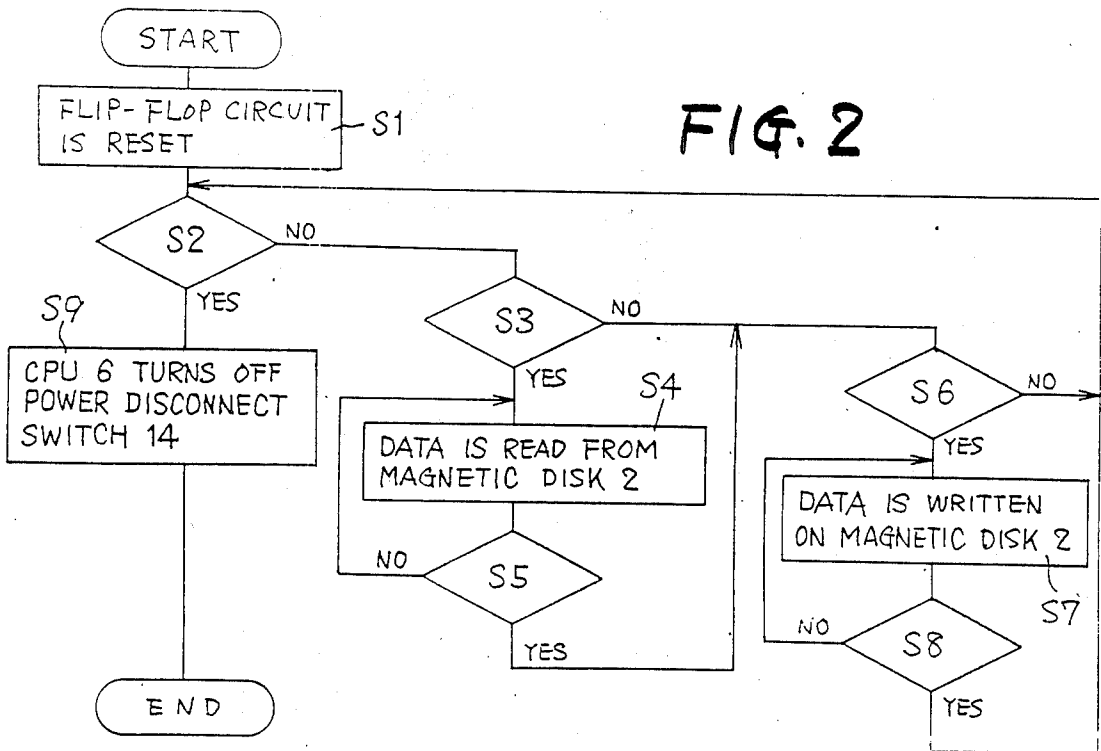 START
FLIP-FLOP CIRCUIT
IS RESET
S1
FIG. 2
S2
NO
YES
S9
CPU 6 TURNS OFF
POWER DISCONNECT
SWITCH 14
END
S3
NO
YES
S4
DATA IS READ FROM
MAGNETIC DISK 2
S5
NO
YES
S6
NO
YES
DATA IS WRITTEN
ON MAGNETIC DISK 2
S7
S8
NO
YES